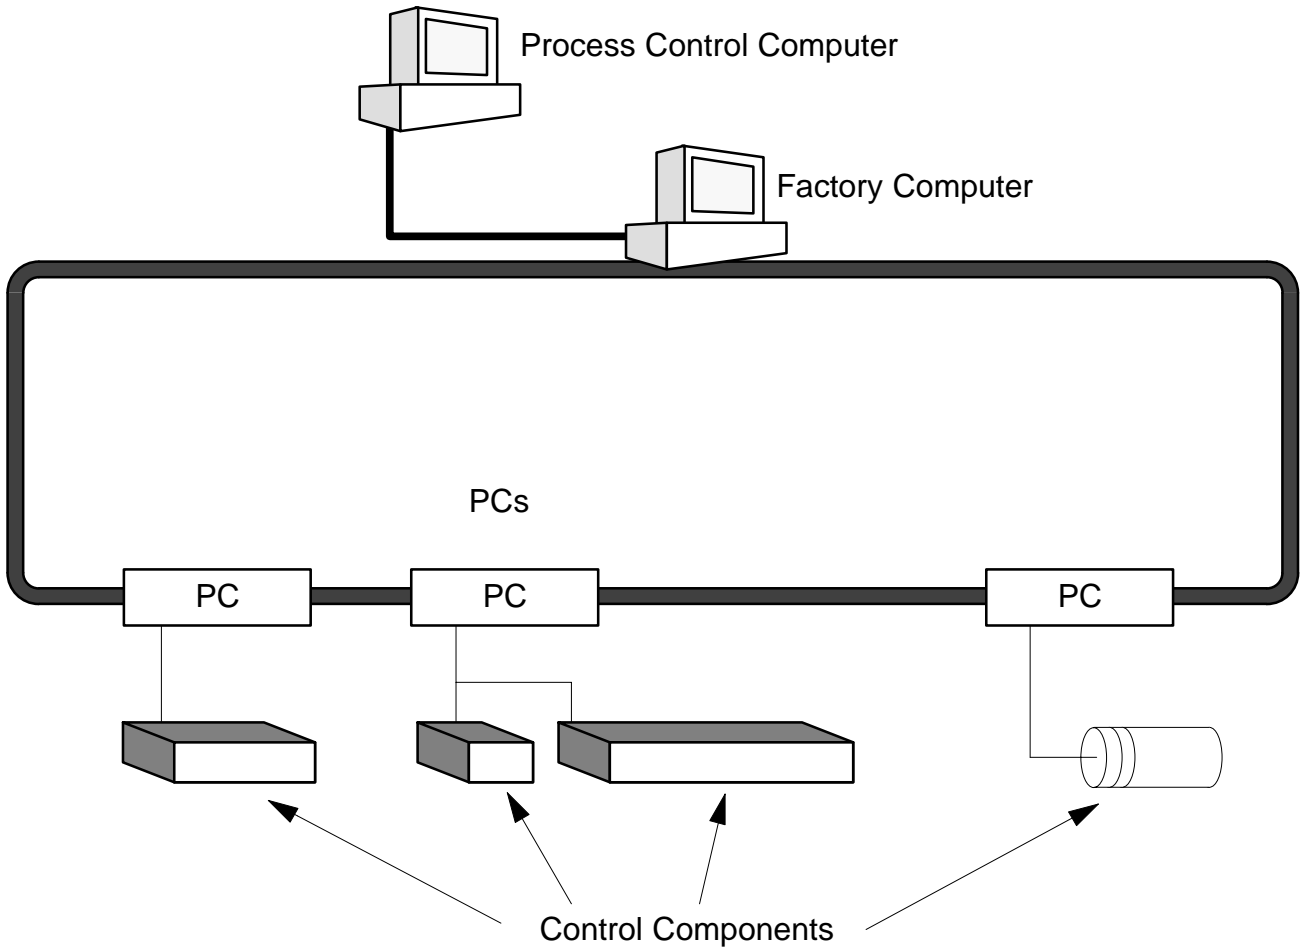 Process Control Computer
Factory Computer
PCs
PC
PC
PC
Control Components